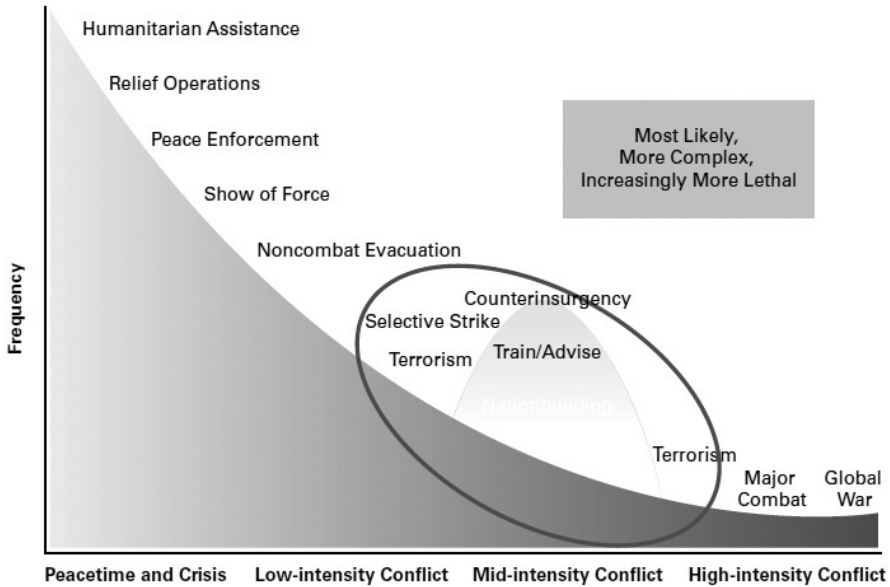 Humanitarian Assistance
Relief Operations
Peace Enforcement
Show of Force
Noncombat Evacuation
Most Likely,
More Complex,
Increasingly More Lethal
Counterinsurgency
Selective Strike
Train/Advise
Terrorism
Nationbuilding
Terrorism
Major
Combat
Global
War
Frequency
Peacetime and Crisis
Low-intensity Conflict
Mid-intensity Conflict
High-intensity Conflict